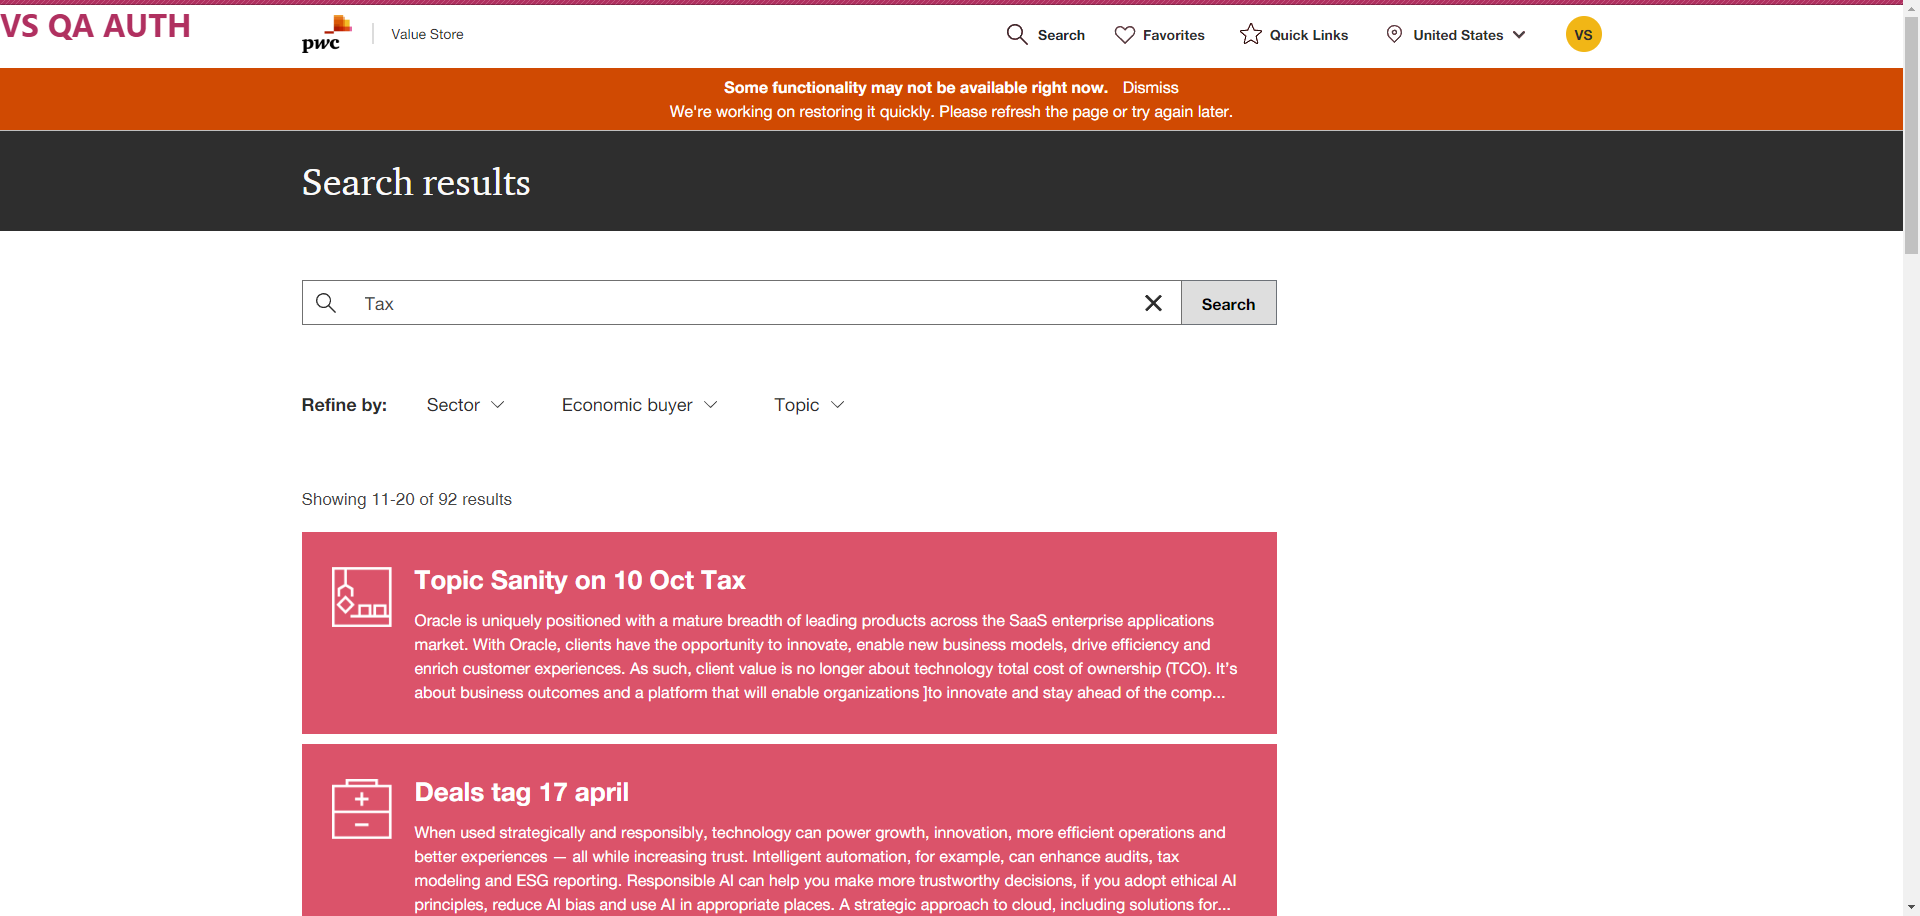 VS QA AUTH
pwc
Value Store
Search
Favorites
Quick Links
United States
VS
Some functionality may not be available right now. Dismiss
We're working on restoring it quickly. Please refresh the page or try again later.
Search results
Tax
Search
Refine by:
Sector
Economic buyer
Topic
Showing 11-20 of 92 results
Topic Sanity on 10 Oct Tax
Oracle is uniquely positioned with a mature breadth of leading products across the SaaS enterprise applications
market. With Oracle, clients have the opportunity to innovate, enable new business models, drive efficiency and
enrich customer experiences. As such, client value is no longer about technology total cost of ownership (TCO). It’s
about business outcomes and a platform that will enable organizations ]to innovate and stay ahead of the comp...
Deals tag 17 april
When used strategically and responsibly, technology can power growth, innovation, more efficient operations and
better experiences — all while increasing trust. Intelligent automation, for example, can enhance audits, tax
modeling and ESG reporting. Responsible AI can help you make more trustworthy decisions, if you adopt ethical AI
principles, reduce AI bias and use AI in appropriate places. A strategic approach to cloud, including solutions for...